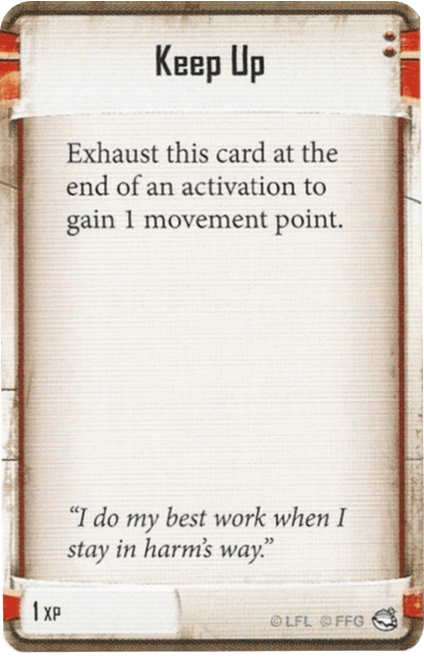 Keep Up
Exhaust this card at the
end of an activation to
gain 1 movement point.
“I do my best work when I
stay in harm’s way.”
1 XP
© LFL © FFG